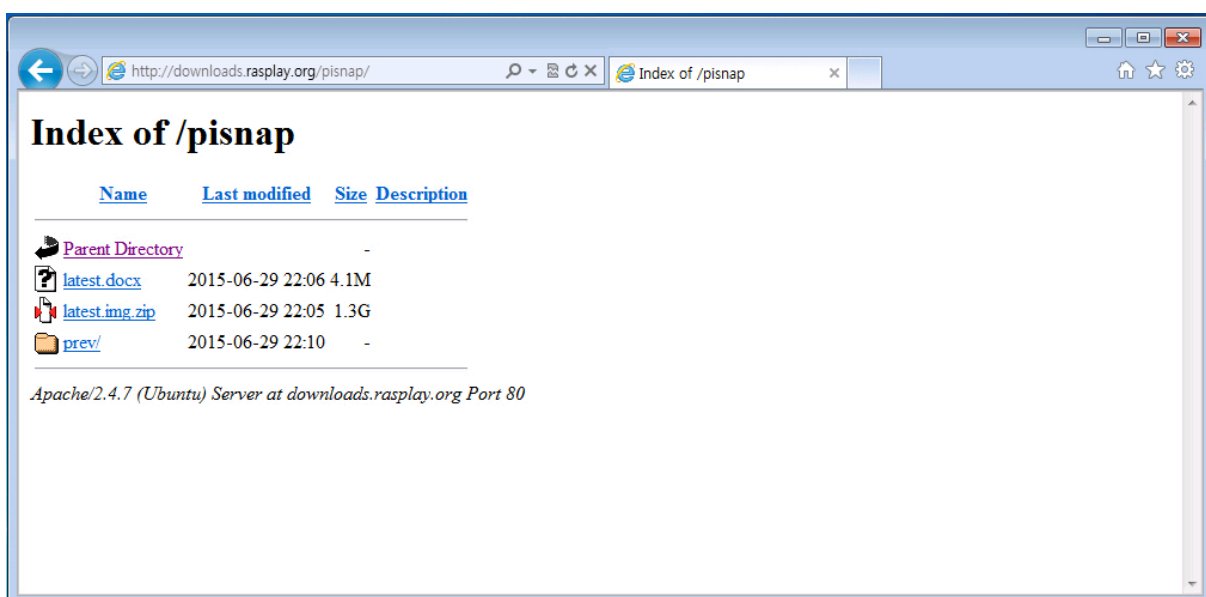 http://downloads.rasplay.org/pisnap/
Index of /pisnap
Index of /pisnap
Name Last modified Size Description
Parent Directory -
latest.docx 2015-06-29 22:06 4.1M
latest.img.zip 2015-06-29 22:05 1.3G
prev/ 2015-06-29 22:10 -
Apache/2.4.7 (Ubuntu) Server at downloads.rasplay.org Port 80